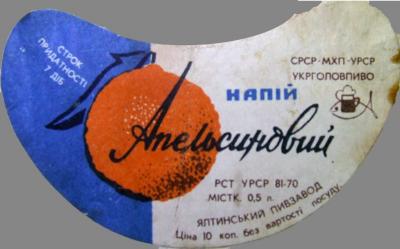 СТРОК
ПРИДАТНОСТІ
7 ДІБ
СРСР-МХП-УРСР
УКРГОЛОВПИВО
НАПІЙ
Апельсиновий
РСТ УРСР 81-70
МІСТК. 0,5 л.
ЯЛТИНСЬКИЙ ПИВЗАВОД
Ціна 10 коп. без вартості посуду.